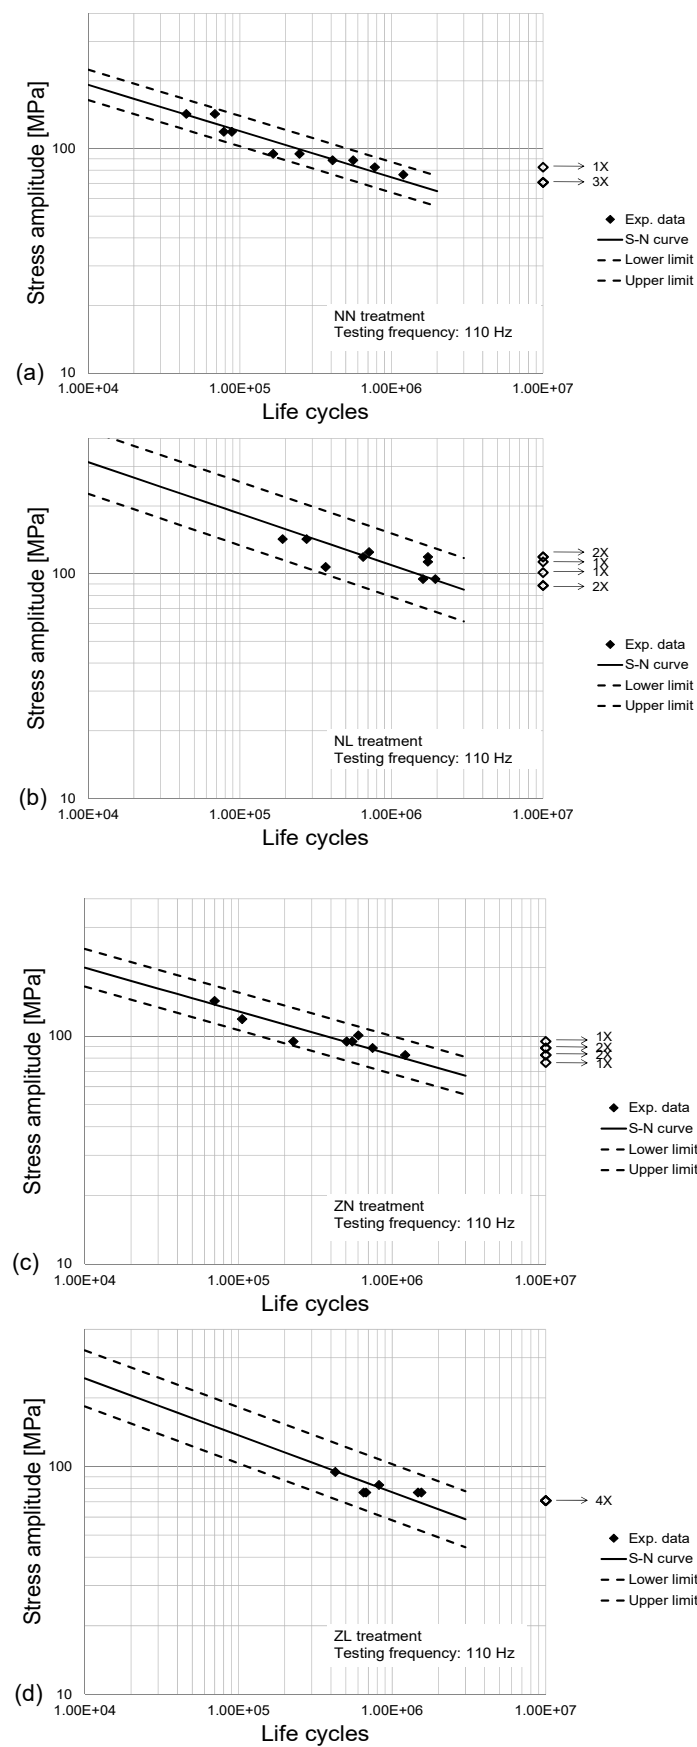 Stress amplitude [MPa]
100
10
1X
3X
Exp. data
S-N curve
Lower limit
Upper limit
NN treatment
Testing frequency: 110 Hz
(a)
1.00E+04 1.00E+05 1.00E+06 1.00E+07
Life cycles
Stress amplitude [MPa]
100
10
2X
1X
1X
2X
Exp. data
S-N curve
Lower limit
Upper limit
NL treatment
Testing frequency: 110 Hz
(b)
1.00E+04 1.00E+05 1.00E+06 1.00E+07
Life cycles
Stress amplitude [MPa]
100
10
1X
2X
2X
1X
Exp. data
S-N curve
Lower limit
Upper limit
ZN treatment
Testing frequency: 110 Hz
(c)
1.00E+04 1.00E+05 1.00E+06 1.00E+07
Life cycles
Stress amplitude [MPa]
100
10
4X
Exp. data
S-N curve
Lower limit
Upper limit
ZL treatment
Testing frequency: 110 Hz
(d)
1.00E+04 1.00E+05 1.00E+06 1.00E+07
Life cycles